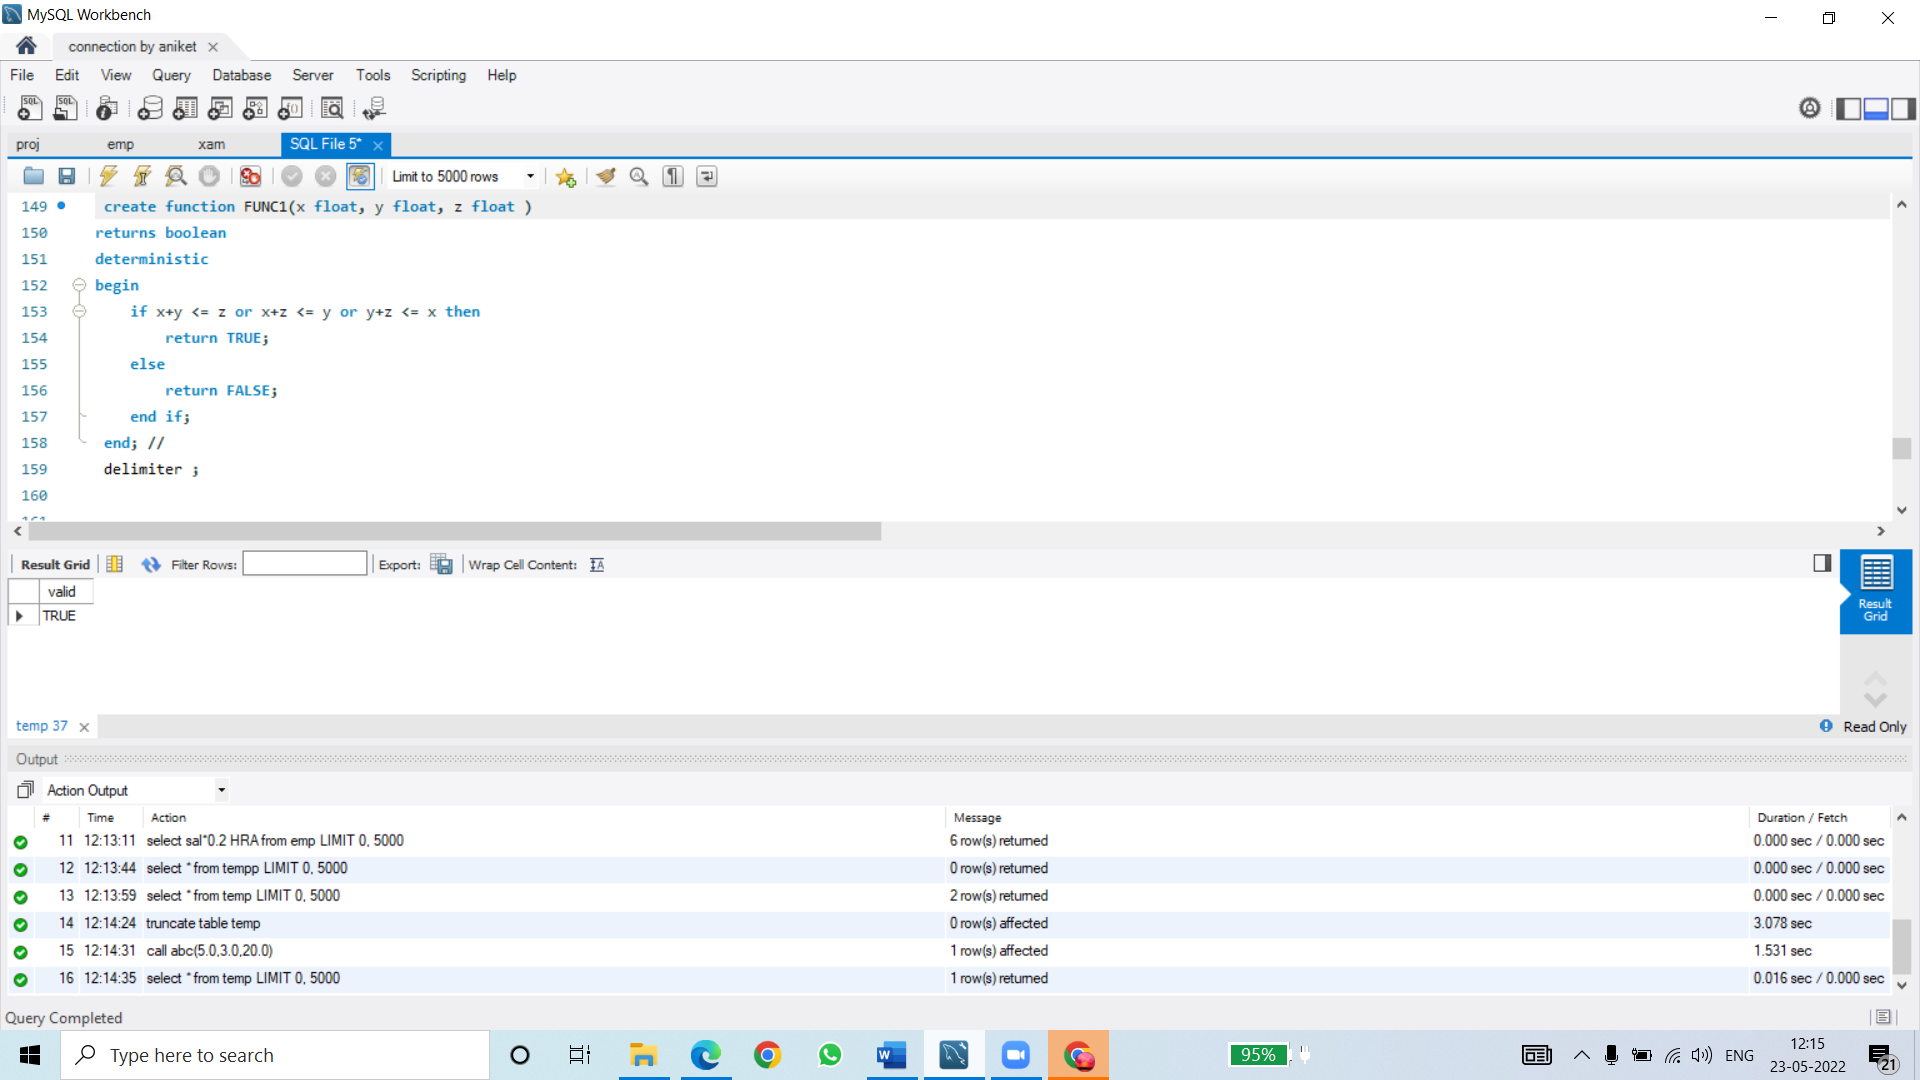 MySQL Workbench
connection by aniket
File Edit View Query Database Server Tools Scripting Help
proj emp xam SQL File 5*
Limit to 5000 rows
149 create function FUNC1(x float, y float, z float )
150 returns boolean
151 deterministic
152 begin
153 if x+y <= z or x+z <= y or y+z <= x then
154 return TRUE;
155 else
156 return FALSE;
157 end if;
158 end; //
159 delimiter ;
160
161
Result Grid Filter Rows: Export: Wrap Cell Content:
valid
TRUE
Result
Grid
temp 37
Read Only
Output
Action Output
# Time Action Message Duration / Fetch
11 12:13:11 select sal*0.2 HRA from emp LIMIT 0, 5000 6 row(s) returned 0.000 sec / 0.000 sec
12 12:13:44 select * from tempp LIMIT 0, 5000 0 row(s) returned 0.000 sec / 0.000 sec
13 12:13:59 select * from temp LIMIT 0, 5000 2 row(s) returned 0.000 sec / 0.000 sec
14 12:14:24 truncate table temp 0 row(s) affected 3.078 sec
15 12:14:31 call abc(5.0,3.0,20.0) 1 row(s) affected 1.531 sec
16 12:14:35 select * from temp LIMIT 0, 5000 1 row(s) returned 0.016 sec / 0.000 sec
Query Completed
Type here to search
95%
ENG
12:15
23-05-2022
21